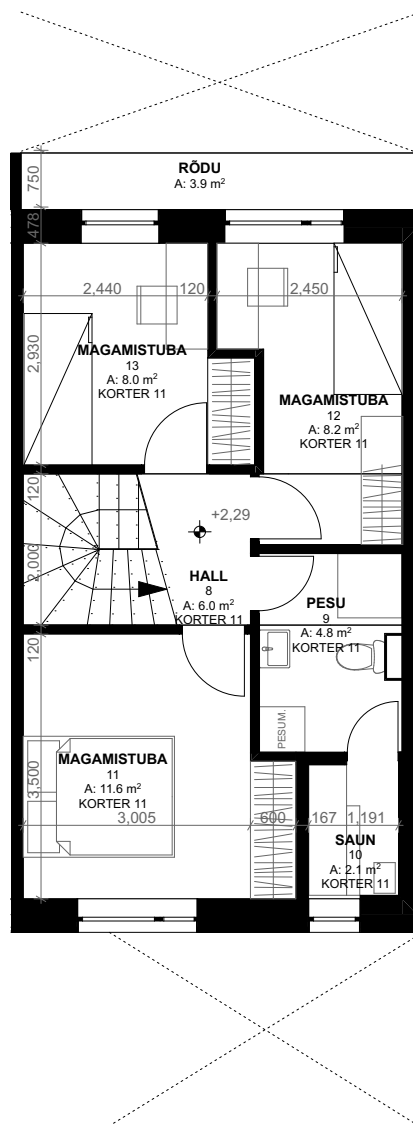 RÕDU
A: 3.9 m²
750
478
2,440
120
2,450
2,930
MAGAMISTUBA
13
A: 8.0 m²
KORTER 11
MAGAMISTUBA
12
A: 8.2 m²
KORTER 11
120
+2,29
2,000
HALL
8
A: 6.0 m²
KORTER 11
PESU
9
A: 4.8 m²
KORTER 11
120
PESUM.
MAGAMISTUBA
11
A: 11.6 m²
KORTER 11
3,500
3,005
600
167
1,191
SAUN
10
A: 2.1 m²
KORTER 11